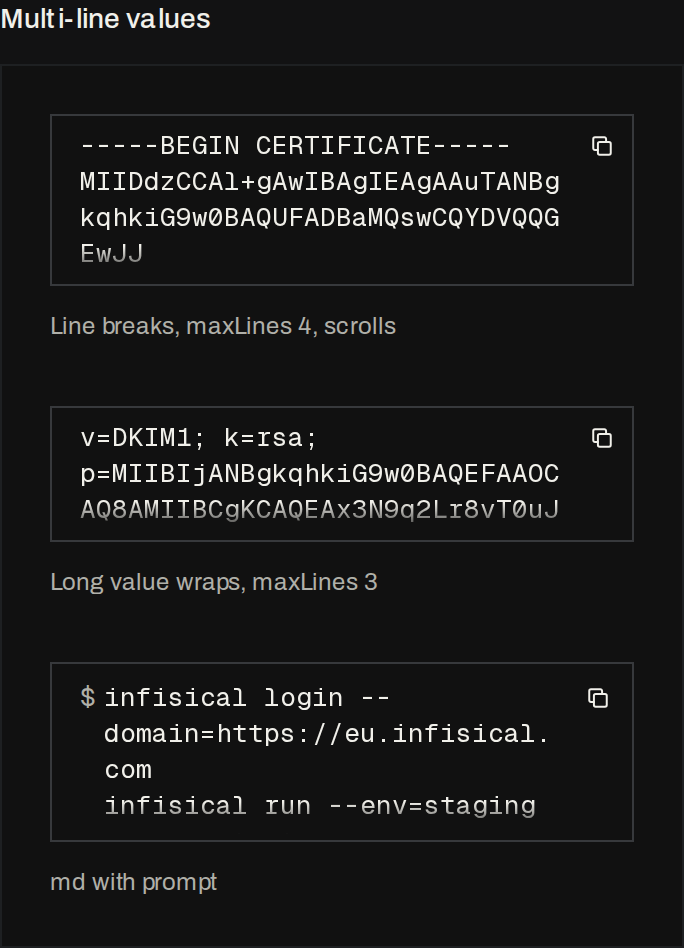 Multi-line values
-----BEGIN CERTIFICATE-----
MIIDdzCCAl+gAwIBAgIEAgAAuTANBg
kqhkiG9w0BAQUFADBaMQswCQYDVQQG
EwJJ
Line breaks, maxLines 4, scrolls
v=DKIM1; k=rsa;
p=MIIBIjANBgkqhkiG9w0BAQEFAAOC
AQ8AMIIBCgKCAQEAx3N9q2Lr8vT0uJ
Long value wraps, maxLines 3
$ infisical login --
domain=https://eu.infisical.
com
infisical run --env=staging
md with prompt